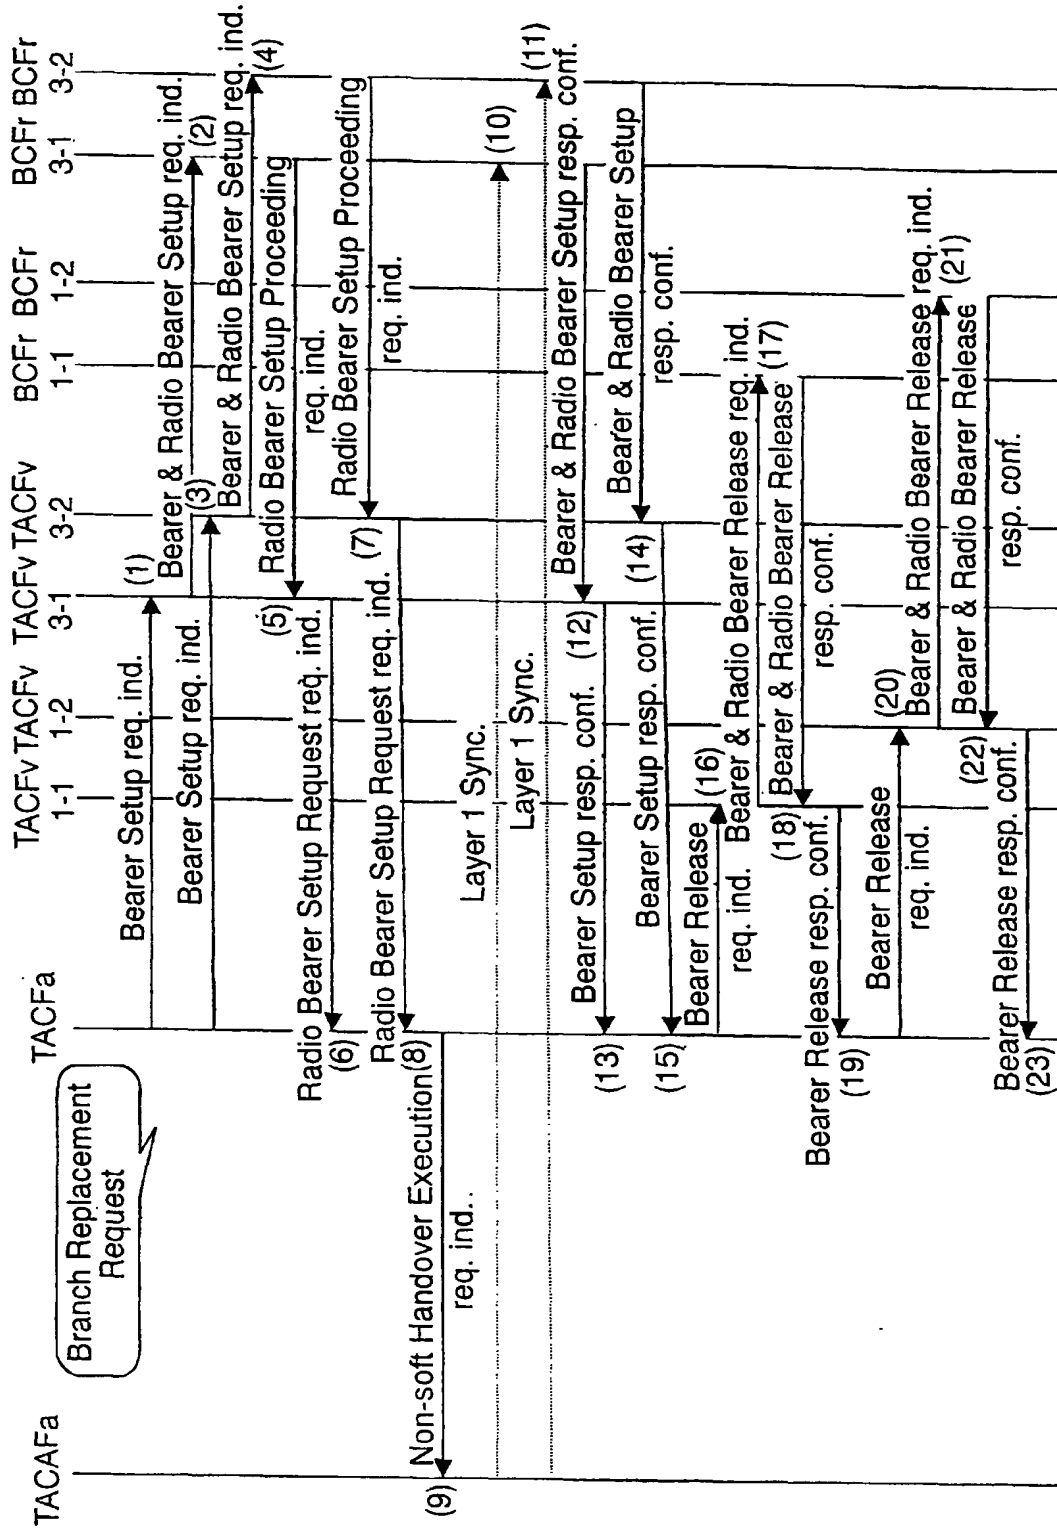 TACAFa
TACFa
TACFv TACFv TACFv TACFv
1-1 1-2 3-1 3-2
BCFr BCFr
1-1 1-2
BCFr BCFr
3-1 3-2
Branch Replacement
Request
Bearer Setup req. ind.
(1)
Bearer & Radio Bearer Setup req. ind.
(2)
Bearer Setup req. ind.
(3)
Bearer & Radio Bearer Setup req. ind.
(4)
Radio Bearer Setup Proceeding
req. ind.
(5)
Radio Bearer Setup Request req. ind.
(6)
Radio Bearer Setup Proceeding
req. ind.
(7)
Radio Bearer Setup Request req. ind.
(8)
Non-soft Handover Execution
req. ind..
(9)
Layer 1 Sync.
(10)
Layer 1 Sync.
(11)
Bearer & Radio Bearer Setup resp. conf.
(12)
Bearer Setup resp. conf.
(13)
Bearer & Radio Bearer Setup
resp. conf.
(14)
Bearer Setup resp. conf.
(15)
Bearer Release
req. ind.
(16)
Bearer & Radio Bearer Release req. ind.
(17)
Bearer & Radio Bearer Release
resp. conf.
(18)
Bearer Release resp. conf.
(19)
Bearer Release
req. ind.
(20)
Bearer & Radio Bearer Release req. ind.
(21)
Bearer & Radio Bearer Release
resp. conf.
(22)
Bearer Release resp. conf.
(23)